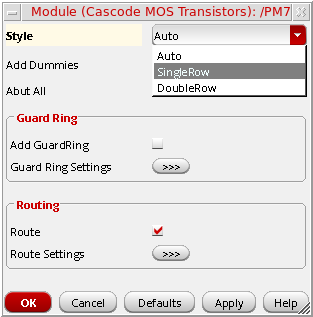 Module (Cascode MOS Transistors): /PM7
Style
Auto
Add Dummies
Auto
SingleRow
Abut All
DoubleRow
Guard Ring
Add GuardRing
Guard Ring Settings >>>
Routing
Route
Route Settings >>>
OK Cancel Defaults Apply Help